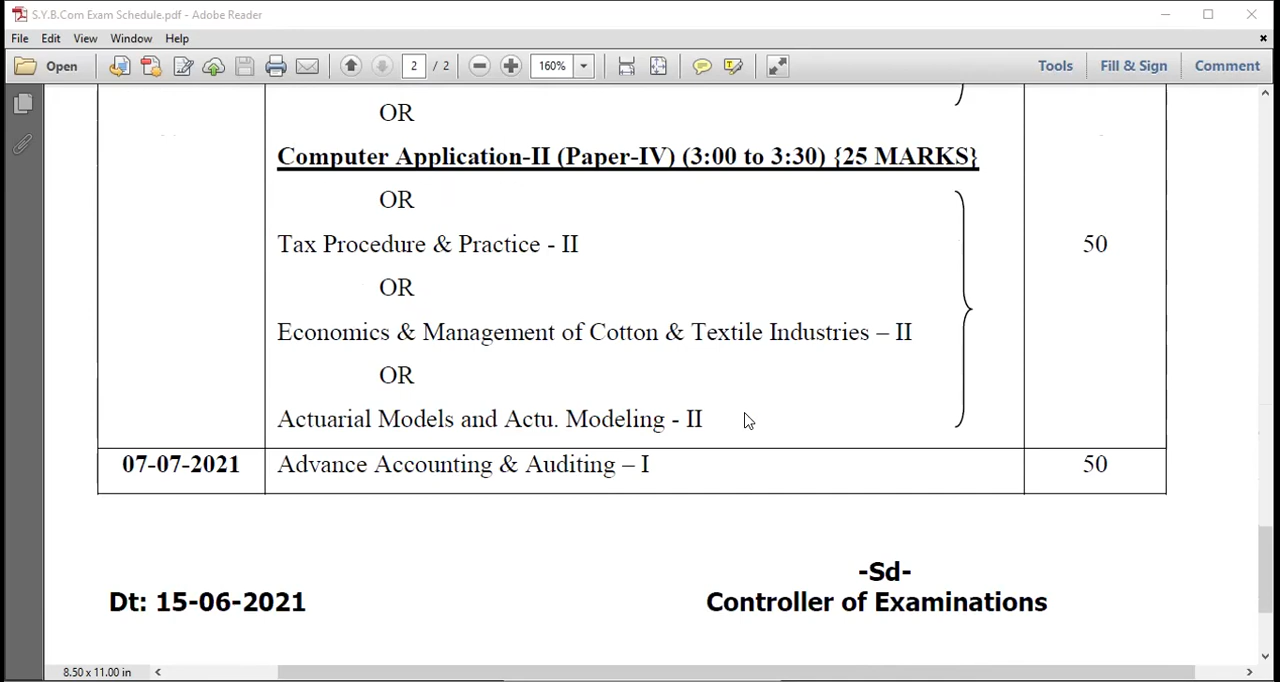 S.Y.B.Com Exam Schedule.pdf - Adobe Reader
File Edit View Window Help
Open 2 / 2 160% Tools Fill & Sign Comment
OR
Computer Application-II (Paper-IV) (3:00 to 3:30) {25 MARKS}
OR
Tax Procedure & Practice - II 50
OR
Economics & Management of Cotton & Textile Industries – II
OR
Actuarial Models and Actu. Modeling - II
07-07-2021 Advance Accounting & Auditing – I 50
-Sd-
Dt: 15-06-2021 Controller of Examinations
8.50 x 11.00 in